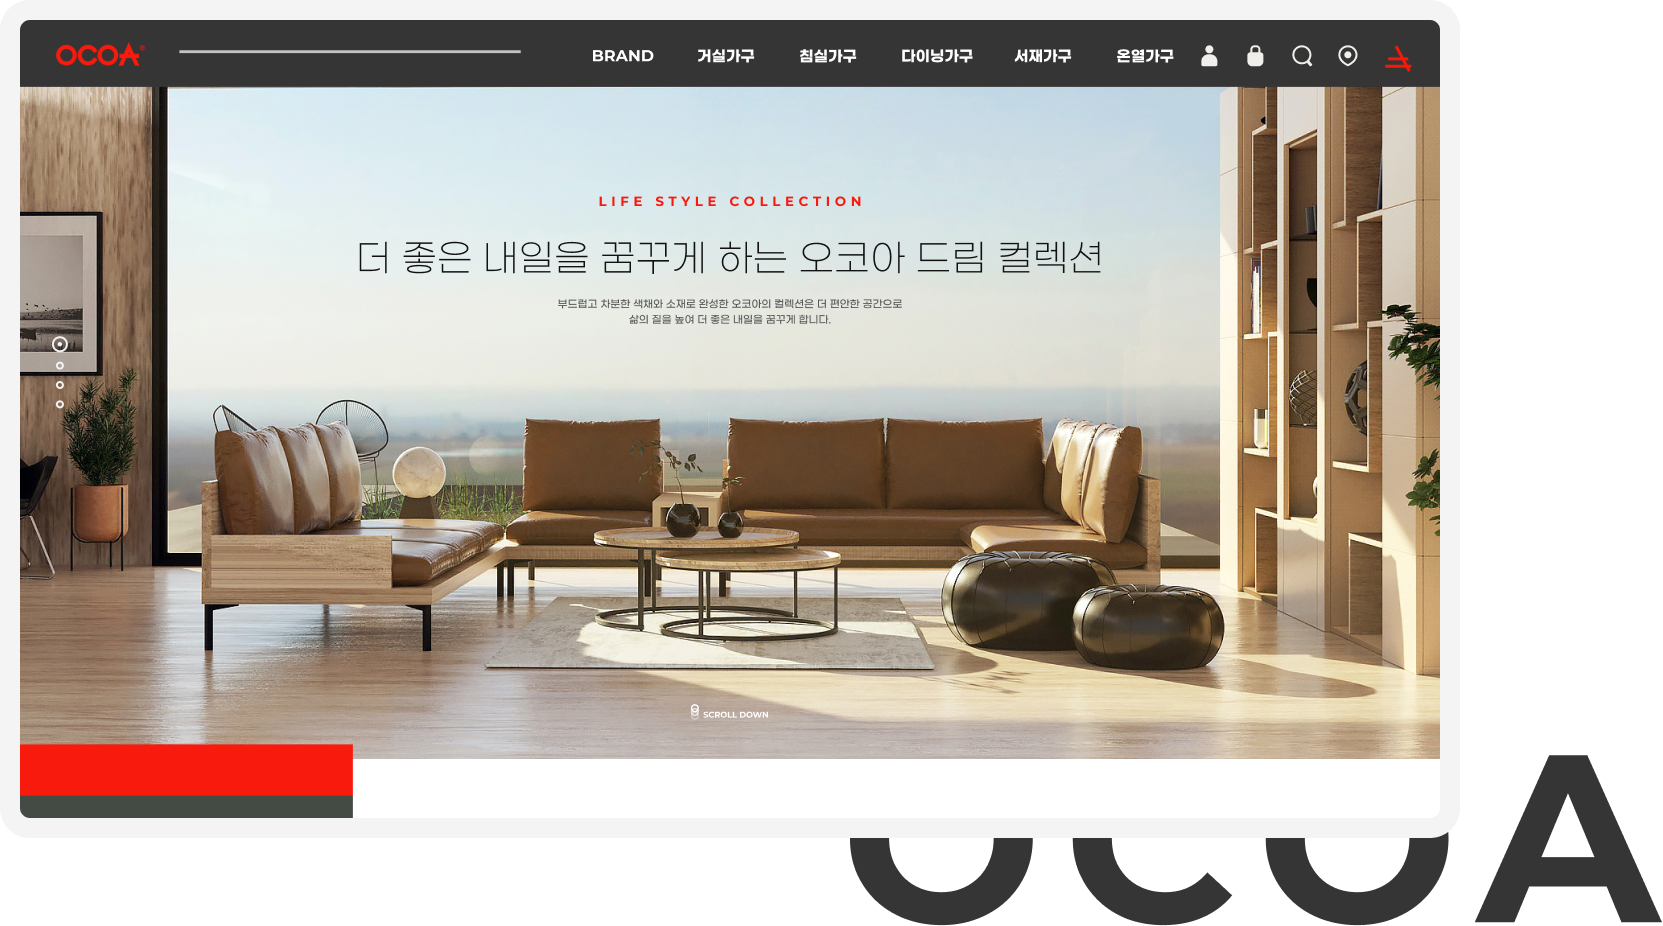 OCOA
BRAND 거실가구 침실가구 다이닝가구 서재가구 온열가구
LIFE STYLE COLLECTION
더 좋은 내일을 꿈꾸게 하는 오코아 드림 컬렉션
부드럽고 차분한 색채와 소재로 완성한 오코아의 컬렉션은 더 편안한 공간으로
삶의 질을 높여 더 좋은 내일을 꿈꾸게 합니다.
SCROLL DOWN
OCOA